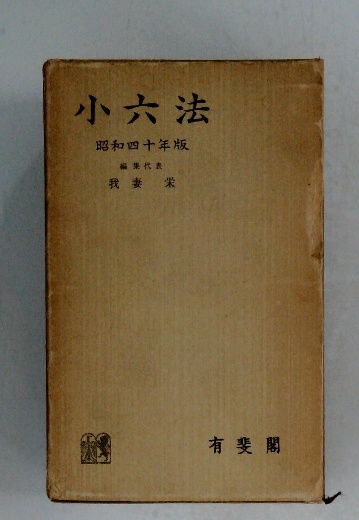 小六法
昭和四十年版
編集代表
我妻栄
有斐閣